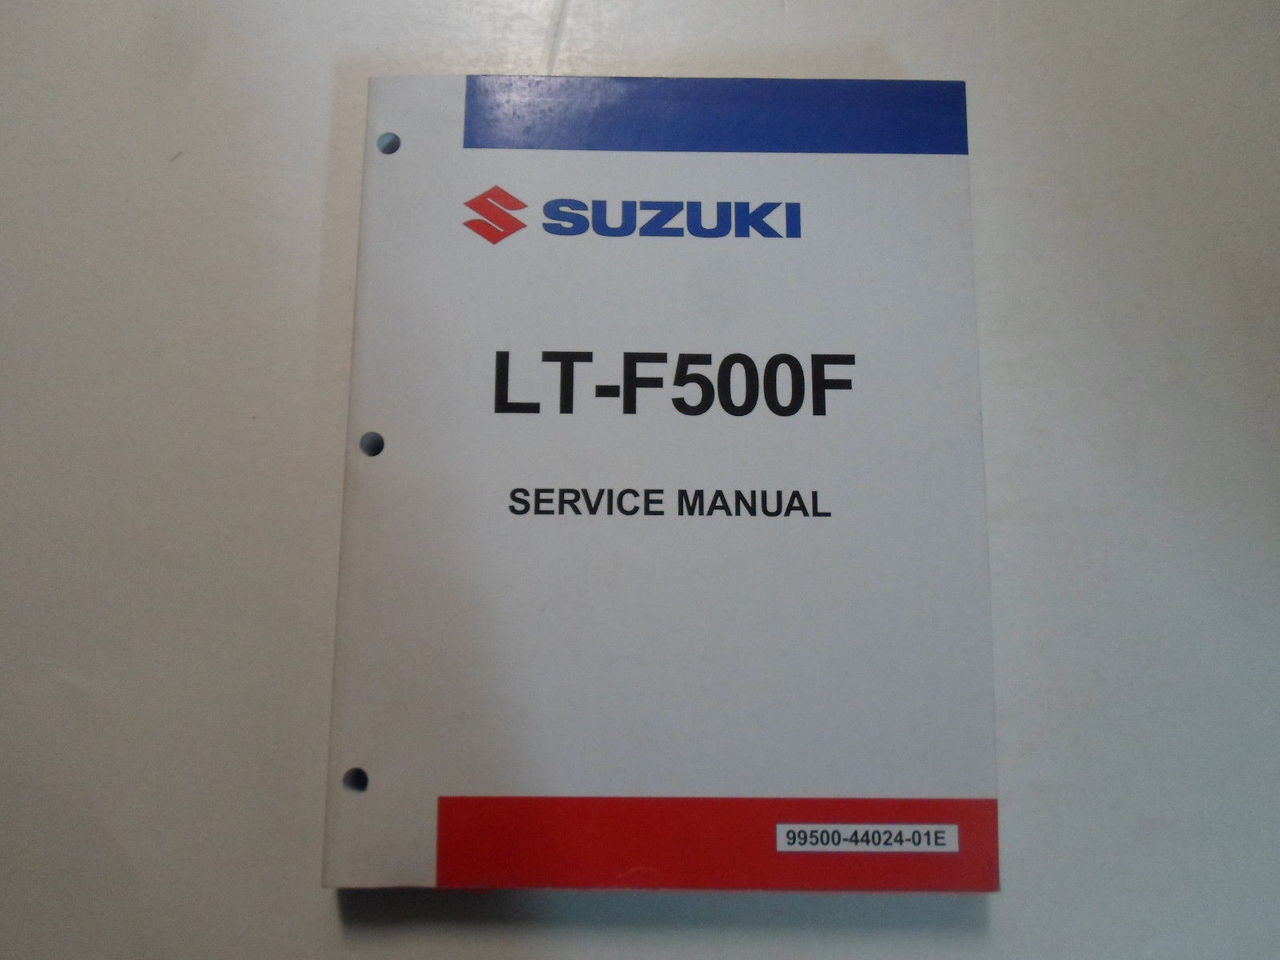 SUZUKI
LT-F500F
SERVICE MANUAL
99500-44024-01E